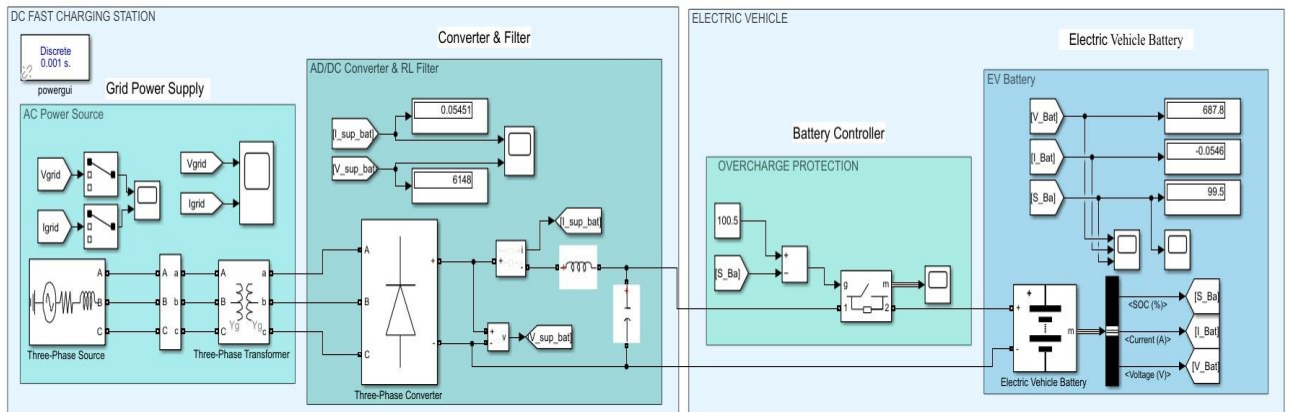 DC FAST CHARGING STATION
Discrete
0.001 s.
powergui
Grid Power Supply
AC Power Source
Vgrid
Igrid
Vgrid
Igrid
A
B
C
Three-Phase Source
A
B
C
a
b
c
A
B
C
Yg
Yg
a
b
c
Three-Phase Transformer
Converter & Filter
AD/DC Converter & RL Filter
[I_sup_bat]
0.05451
[V_sup_bat]
6148
A
B
C
+
-
Three-Phase Converter
+
i
-
[I_sup_bat]
+
-
v
[V_sup_bat]
+
+
ELECTRIC VEHICLE
Battery Controller
OVERCHARGE PROTECTION
100.5
[S_Ba]
+
−
g
m
1
2
Electric Vehicle Battery
EV Battery
[V_Bat]
687.8
[I_Bat]
-0.0546
[S_Ba]
99.5
+
-
m
Electric Vehicle Battery
<SOC (%)>
[S_Ba]
<Current (A)>
[I_Bat]
<Voltage (V)>
[V_Bat]